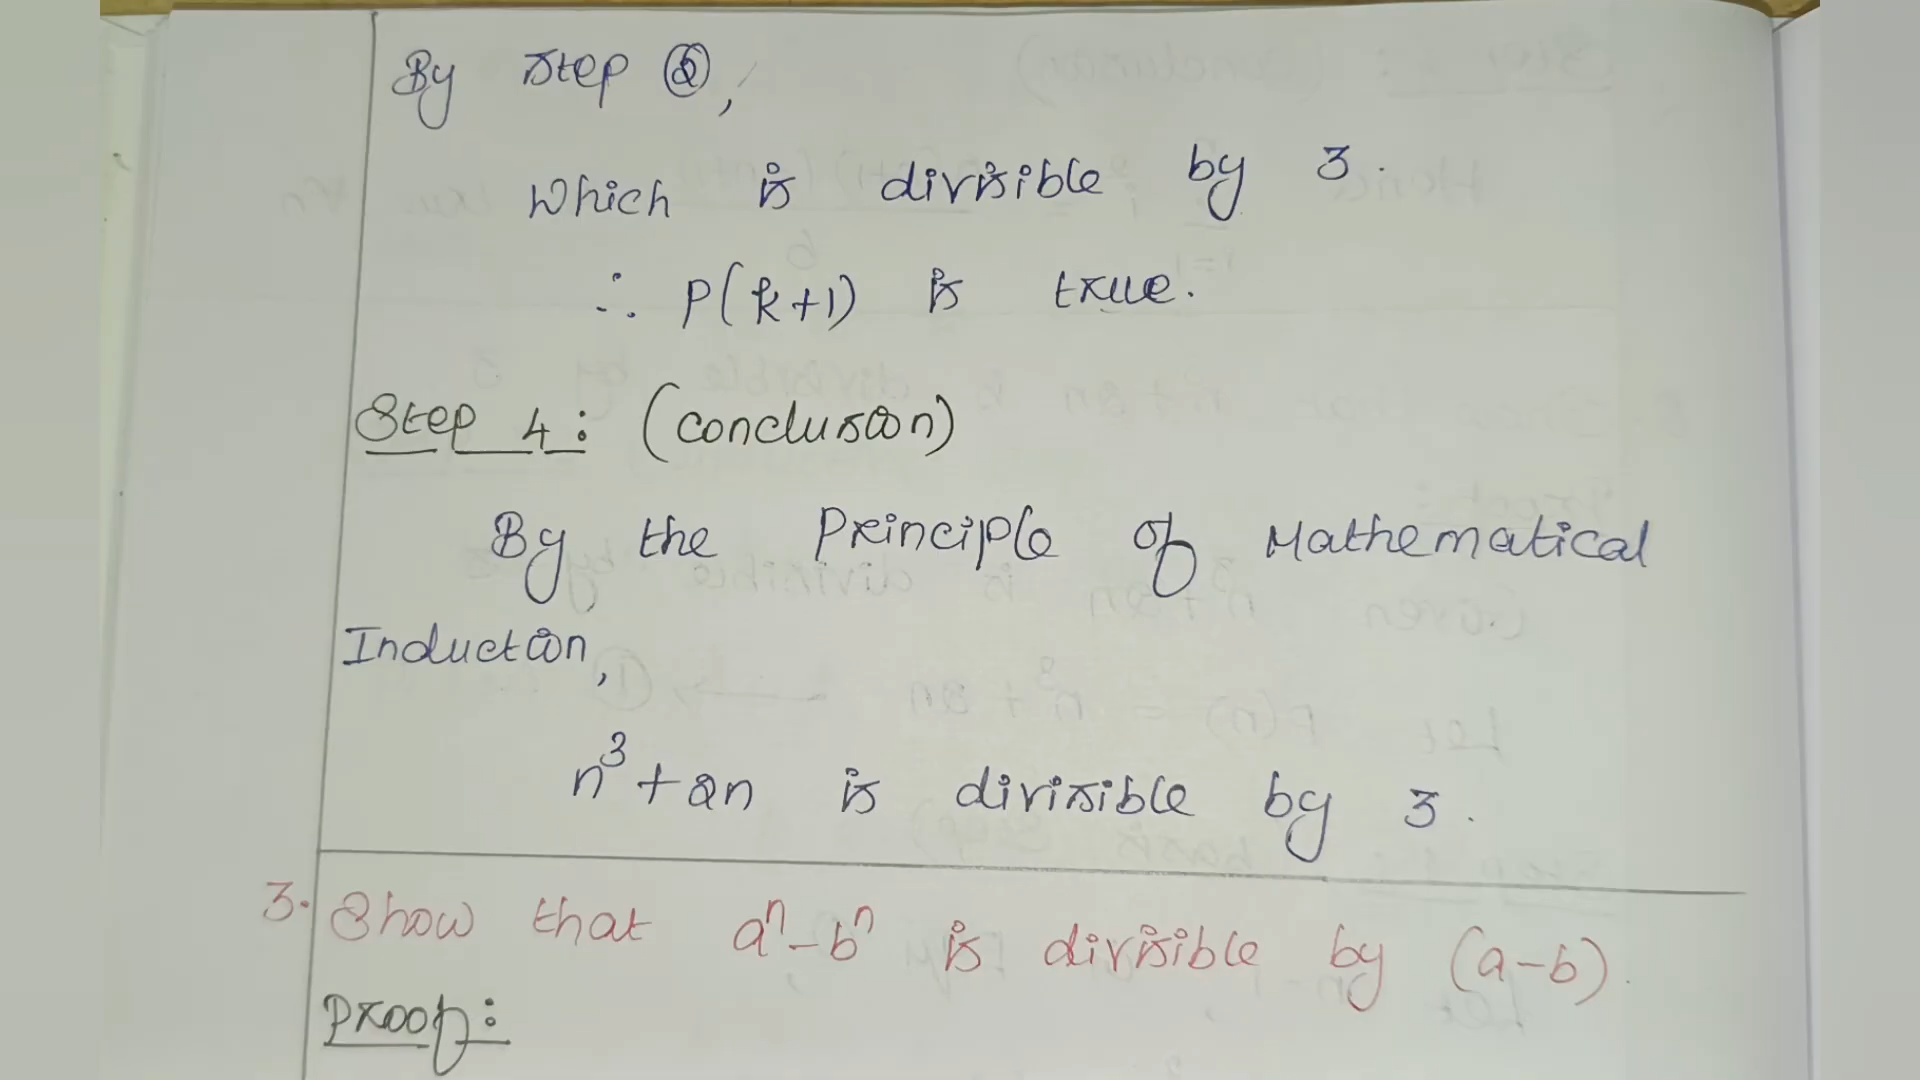 By step ②,
which is divisible by 3.
∴ P(k+1) is true.
Step 4: (conclusion)
By the Principle of Mathematical
Induction,
n³+2n is divisible by 3.
3. Show that aⁿ-bⁿ is divisible by (a-b).
Proof: